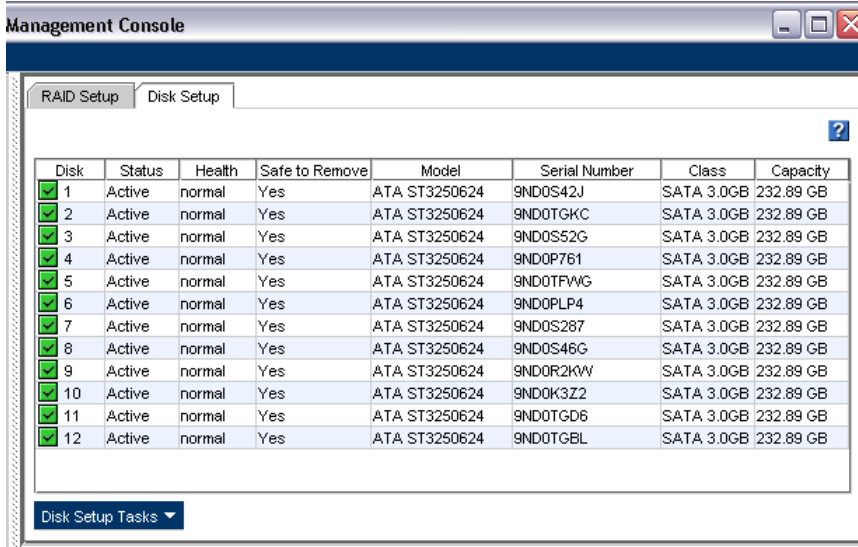 Management Console
RAID Setup Disk Setup
?
Disk Status Health Safe to Remove Model Serial Number Class Capacity
1 Active normal Yes ATA ST3250624 9ND0S42J SATA 3.0GB 232.89 GB
2 Active normal Yes ATA ST3250624 9ND0TGKC SATA 3.0GB 232.89 GB
3 Active normal Yes ATA ST3250624 9ND0S52G SATA 3.0GB 232.89 GB
4 Active normal Yes ATA ST3250624 9ND0P761 SATA 3.0GB 232.89 GB
5 Active normal Yes ATA ST3250624 9ND0TFWG SATA 3.0GB 232.89 GB
6 Active normal Yes ATA ST3250624 9ND0PLP4 SATA 3.0GB 232.89 GB
7 Active normal Yes ATA ST3250624 9ND0S287 SATA 3.0GB 232.89 GB
8 Active normal Yes ATA ST3250624 9ND0S46G SATA 3.0GB 232.89 GB
9 Active normal Yes ATA ST3250624 9ND0R2KW SATA 3.0GB 232.89 GB
10 Active normal Yes ATA ST3250624 9ND0K3Z2 SATA 3.0GB 232.89 GB
11 Active normal Yes ATA ST3250624 9ND0TGD6 SATA 3.0GB 232.89 GB
12 Active normal Yes ATA ST3250624 9ND0TGBL SATA 3.0GB 232.89 GB
Disk Setup Tasks